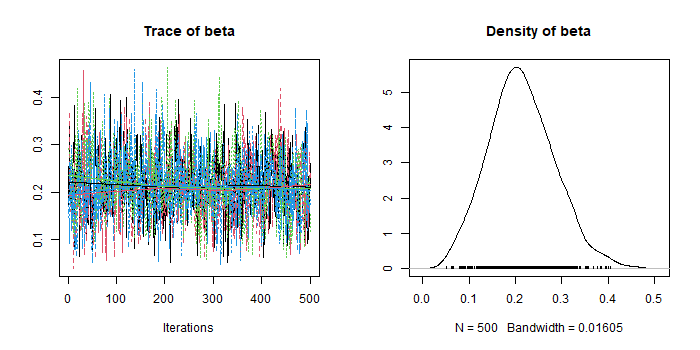 Trace of beta
0.4
0.3
0.2
0.1
0 100 200 300 400 500
Iterations
Density of beta
5
4
3
2
1
0
0.0 0.1 0.2 0.3 0.4 0.5
N = 500 Bandwidth = 0.01605